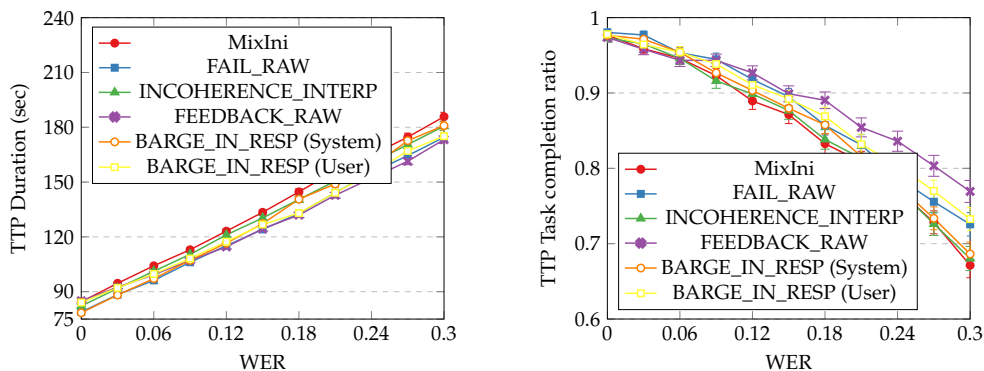 240
210
180
150
120
90
75
TTP Duration (sec)
MixIni
FAIL_RAW
INCOHERENCE_INTERP
FEEDBACK_RAW
BARGE_IN_RESP (System)
BARGE_IN_RESP (User)
0 0.06 0.12 0.18 0.24 0.3
WER
1
0.9
0.8
0.7
0.6
TTP Task completion ratio
MixIni
FAIL_RAW
INCOHERENCE_INTERP
FEEDBACK_RAW
BARGE_IN_RESP (System)
BARGE_IN_RESP (User)
0 0.06 0.12 0.18 0.24 0.3
WER